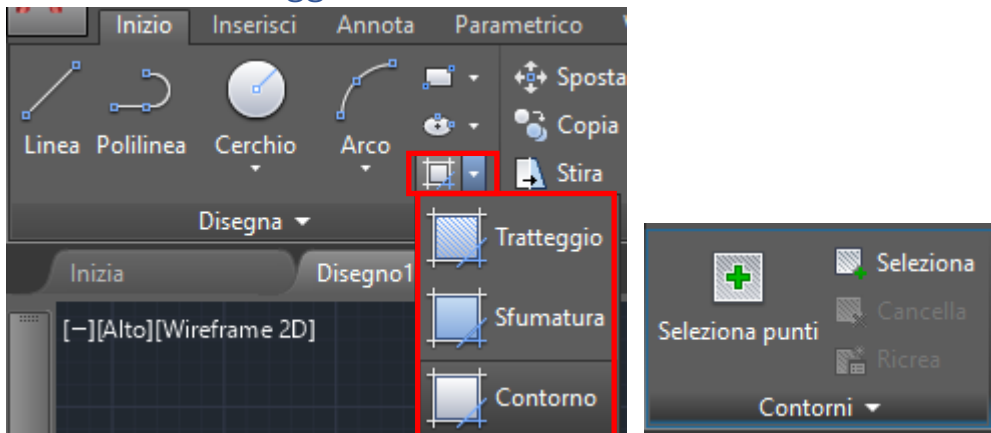 Inizio Inserisci Annota Parametrico
Linea Polilinea Cerchio Arco
Sposta
Copia
Stira
Disegna
Tratteggio
Sfumatura
Contorno
Inizia Disegno1
[−][Alto][Wireframe 2D]
Seleziona punti
Seleziona
Cancella
Ricrea
Contorni